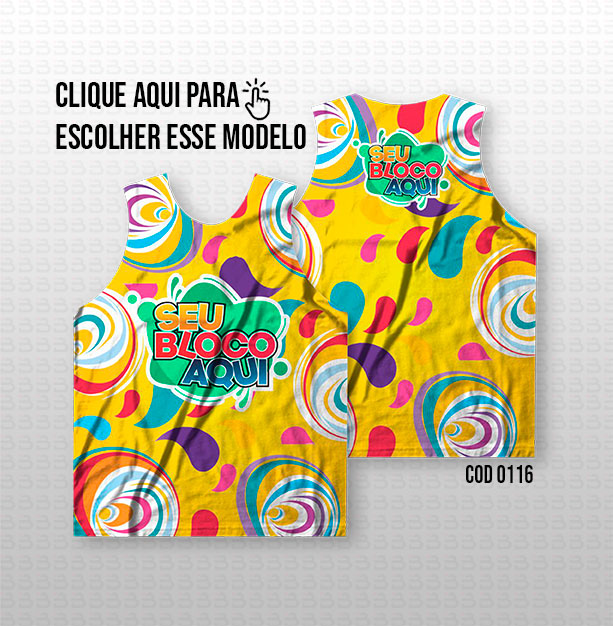 CLIQUE AQUI PARA
ESCOLHER ESSE MODELO
SEU
BLOCO
AQUI
SEU
BLOCO
AQUI
COD 0116